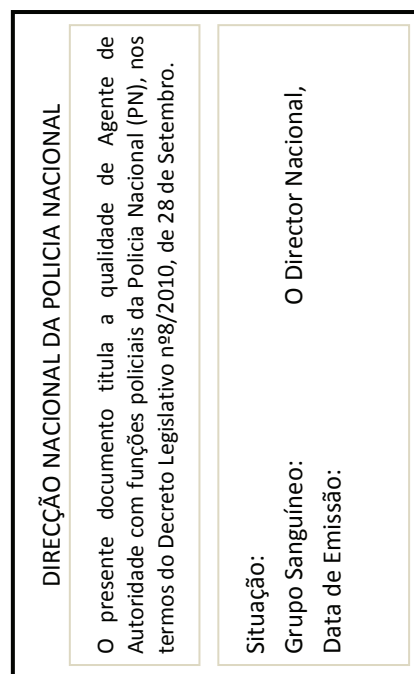 DIRECÇÃO NACIONAL DA POLICIA NACIONAL
O presente documento titula a qualidade de Agente de
Autoridade com funções policiais da Policia Nacional (PN), nos
termos do Decreto Legislativo nº8/2010, de 28 de Setembro.
Situação:
Grupo Sanguíneo: O Director Nacional,
Data de Emissão: